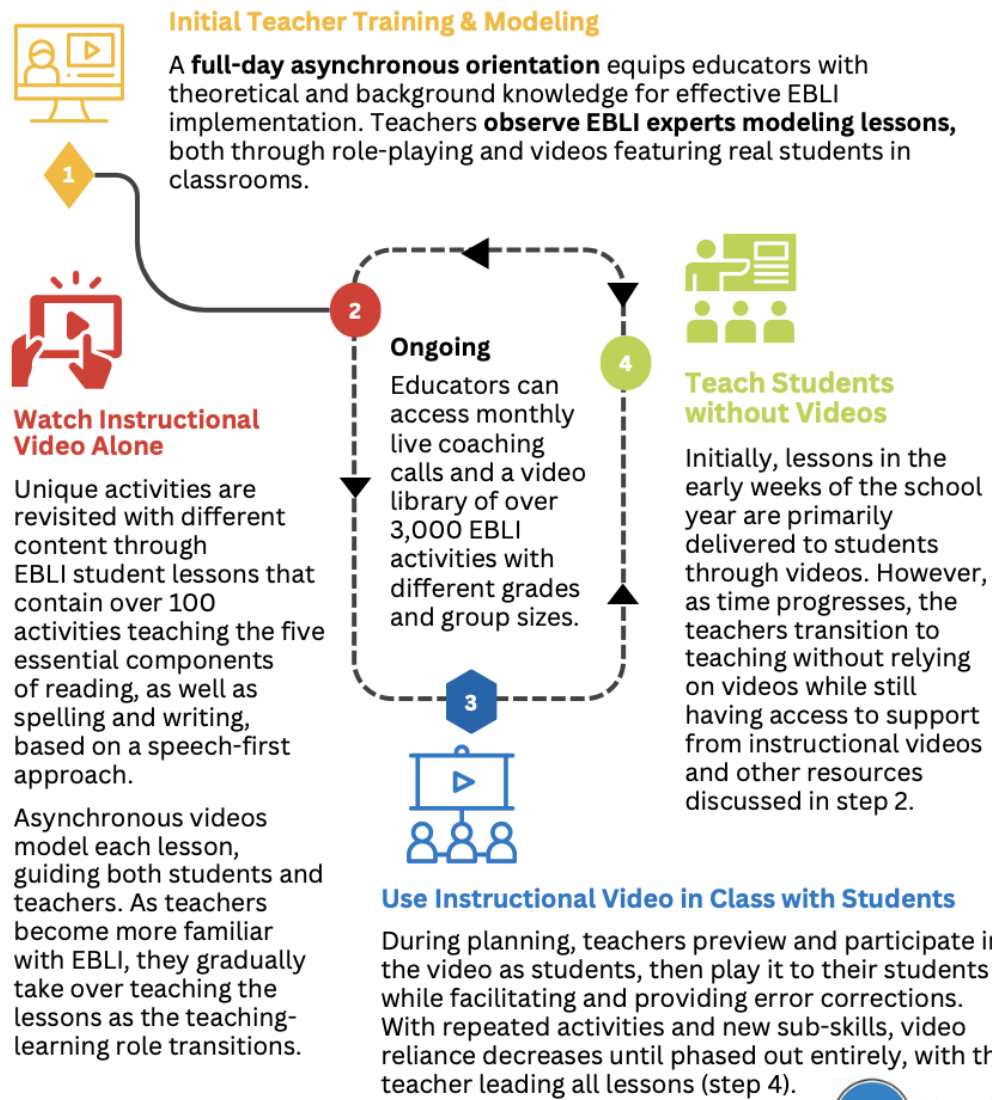 Initial Teacher Training & Modeling
A full-day asynchronous orientation equips educators with
theoretical and background knowledge for effective EBLI
implementation. Teachers observe EBLI experts modeling lessons,
both through role-playing and videos featuring real students in
classrooms.
1
2
Watch Instructional
Video Alone
Unique activities are
revisited with different
content through
EBLI student lessons that
contain over 100
activities teaching the five
essential components
of reading, as well as
spelling and writing,
based on a speech-first
approach.
Asynchronous videos
model each lesson,
guiding both students and
teachers. As teachers
become more familiar
with EBLI, they gradually
take over teaching the
lessons as the teaching-
learning role transitions.
Ongoing
Educators can
access monthly
live coaching
calls and a video
library of over
3,000 EBLI
activities with
different grades
and group sizes.
3
Use Instructional Video in Class with Students
During planning, teachers preview and participate in
the video as students, then play it to their students
while facilitating and providing error corrections.
With repeated activities and new sub-skills, video
reliance decreases until phased out entirely, with th
teacher leading all lessons (step 4).
4
Teach Students
without Videos
Initially, lessons in the
early weeks of the school
year are primarily
delivered to students
through videos. However,
as time progresses, the
teachers transition to
teaching without relying
on videos while still
having access to support
from instructional videos
and other resources
discussed in step 2.